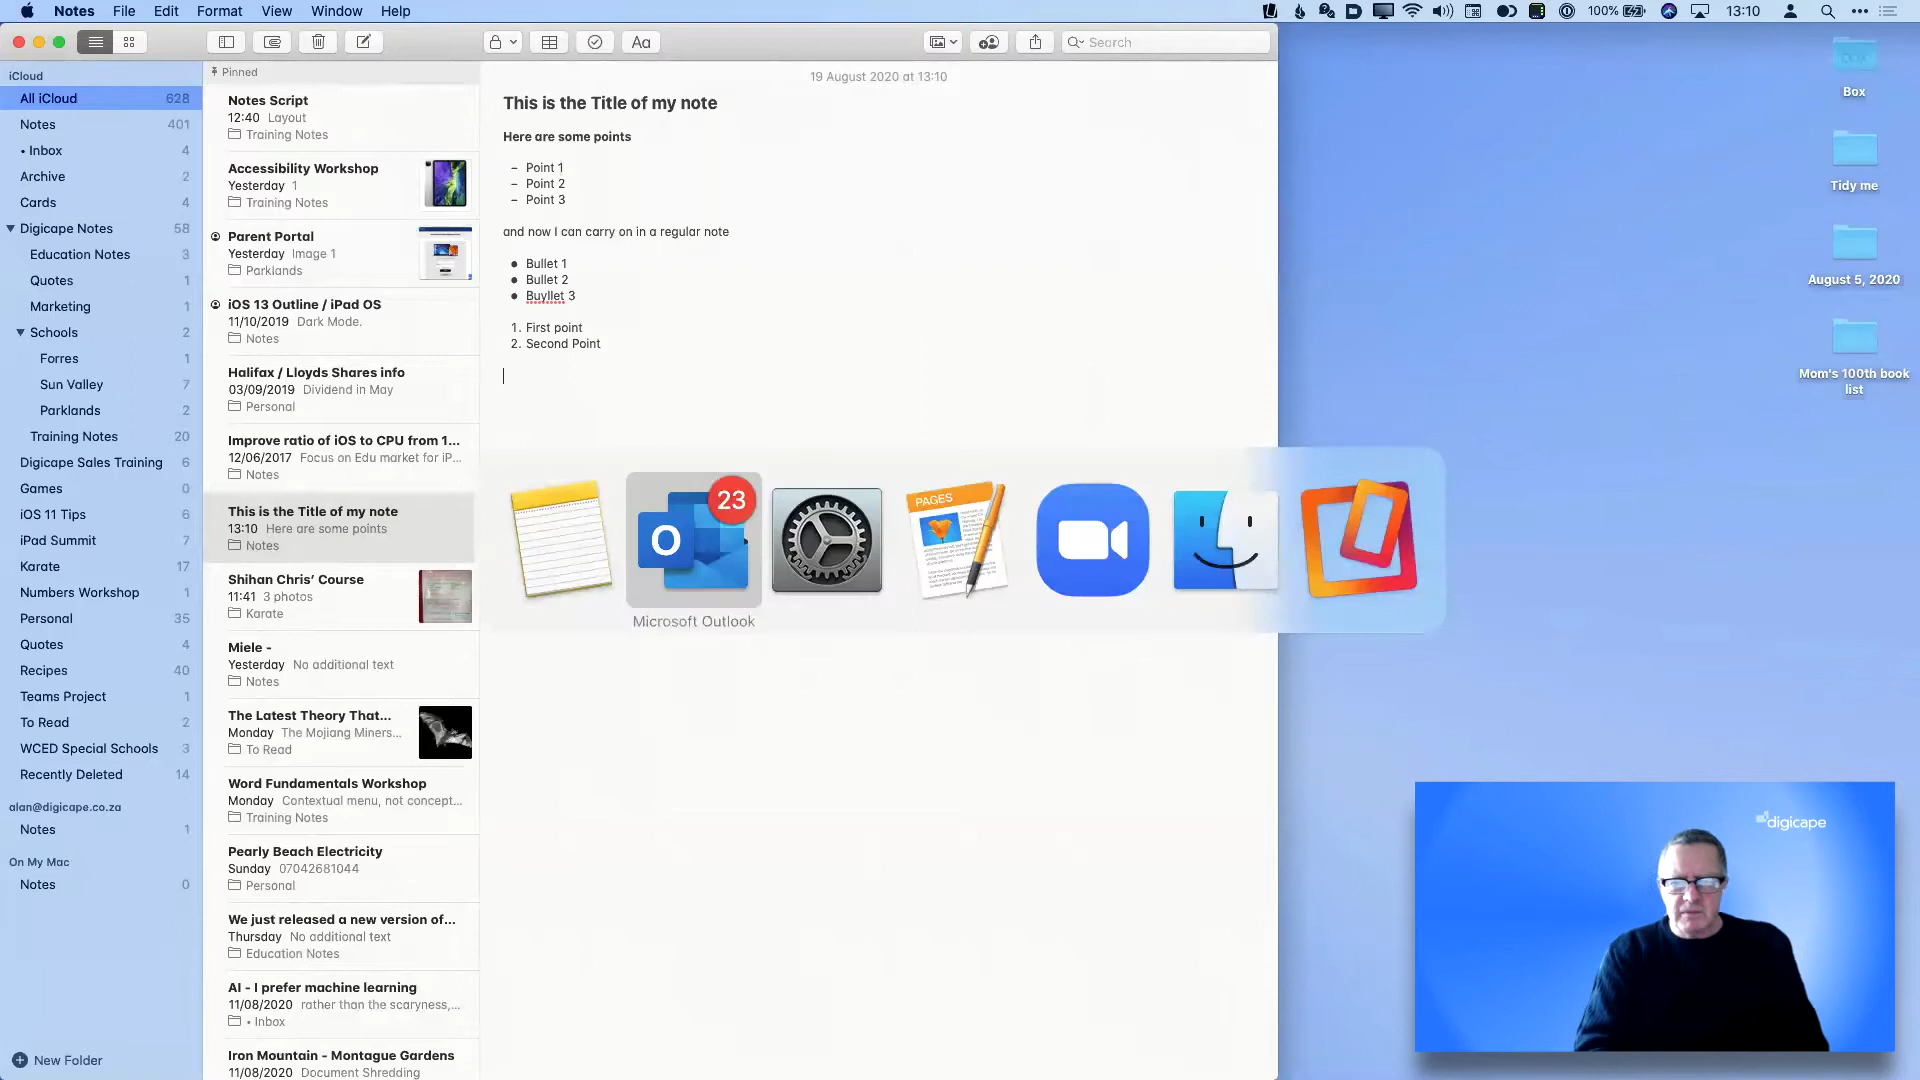 Notes File Edit Format View Window Help
100% 13:10
Aa
Search
iCloud
All iCloud 628
Notes 401
• Inbox 4
Archive 2
Cards 4
Digicape Notes 58
Education Notes 3
Quotes 1
Marketing 1
Schools 2
Forres 1
Sun Valley 7
Parklands 2
Training Notes 20
Digicape Sales Training 6
Games 0
iOS 11 Tips 6
iPad Summit 7
Karate 17
Numbers Workshop 1
Personal 35
Quotes 4
Recipes 40
Teams Project 1
To Read 2
WCED Special Schools 3
Recently Deleted 14
alan@digicape.co.za
Notes 1
On My Mac
Notes 0
New Folder
Pinned
Notes Script
12:40 Layout
Training Notes
Accessibility Workshop
Yesterday 1
Training Notes
Parent Portal
Yesterday Image 1
Parklands
iOS 13 Outline / iPad OS
11/10/2019 Dark Mode.
Notes
Halifax / Lloyds Shares info
03/09/2019 Dividend in May
Personal
Improve ratio of iOS to CPU from 1...
12/06/2017 Focus on Edu market for iP...
Notes
This is the Title of my note
13:10 Here are some points
Notes
Shihan Chris' Course
11:41 3 photos
Karate
Miele -
Yesterday No additional text
Notes
The Latest Theory That...
Monday The Mojiang Miners...
To Read
Word Fundamentals Workshop
Monday Contextual menu, not concept...
Training Notes
Pearly Beach Electricity
Sunday 07042681044
Personal
We just released a new version of...
Thursday No additional text
Education Notes
AI - I prefer machine learning
11/08/2020 rather than the scaryness,...
• Inbox
Iron Mountain - Montague Gardens
11/08/2020 Document Shredding
19 August 2020 at 13:10
This is the Title of my note
Here are some points
– Point 1
– Point 2
– Point 3
and now I can carry on in a regular note
• Bullet 1
• Bullet 2
• Buyllet 3
1. First point
2. Second Point
23
O
PAGES
Microsoft Outlook
Box
Tidy me
August 5, 2020
Mom's 100th book
list
digicape